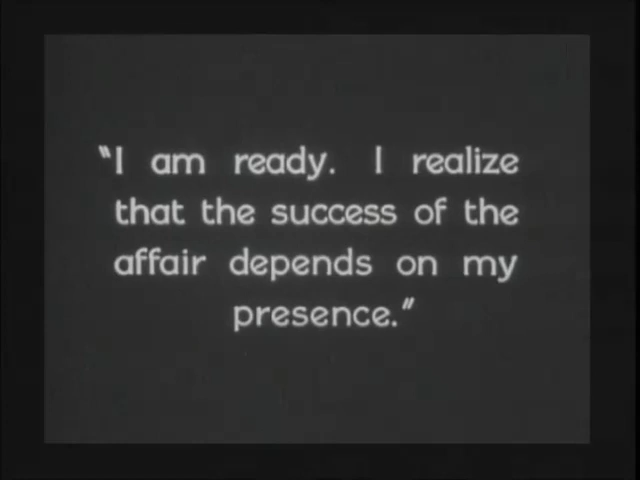 "I am ready. I realize
that the success of the
affair depends on my
presence."